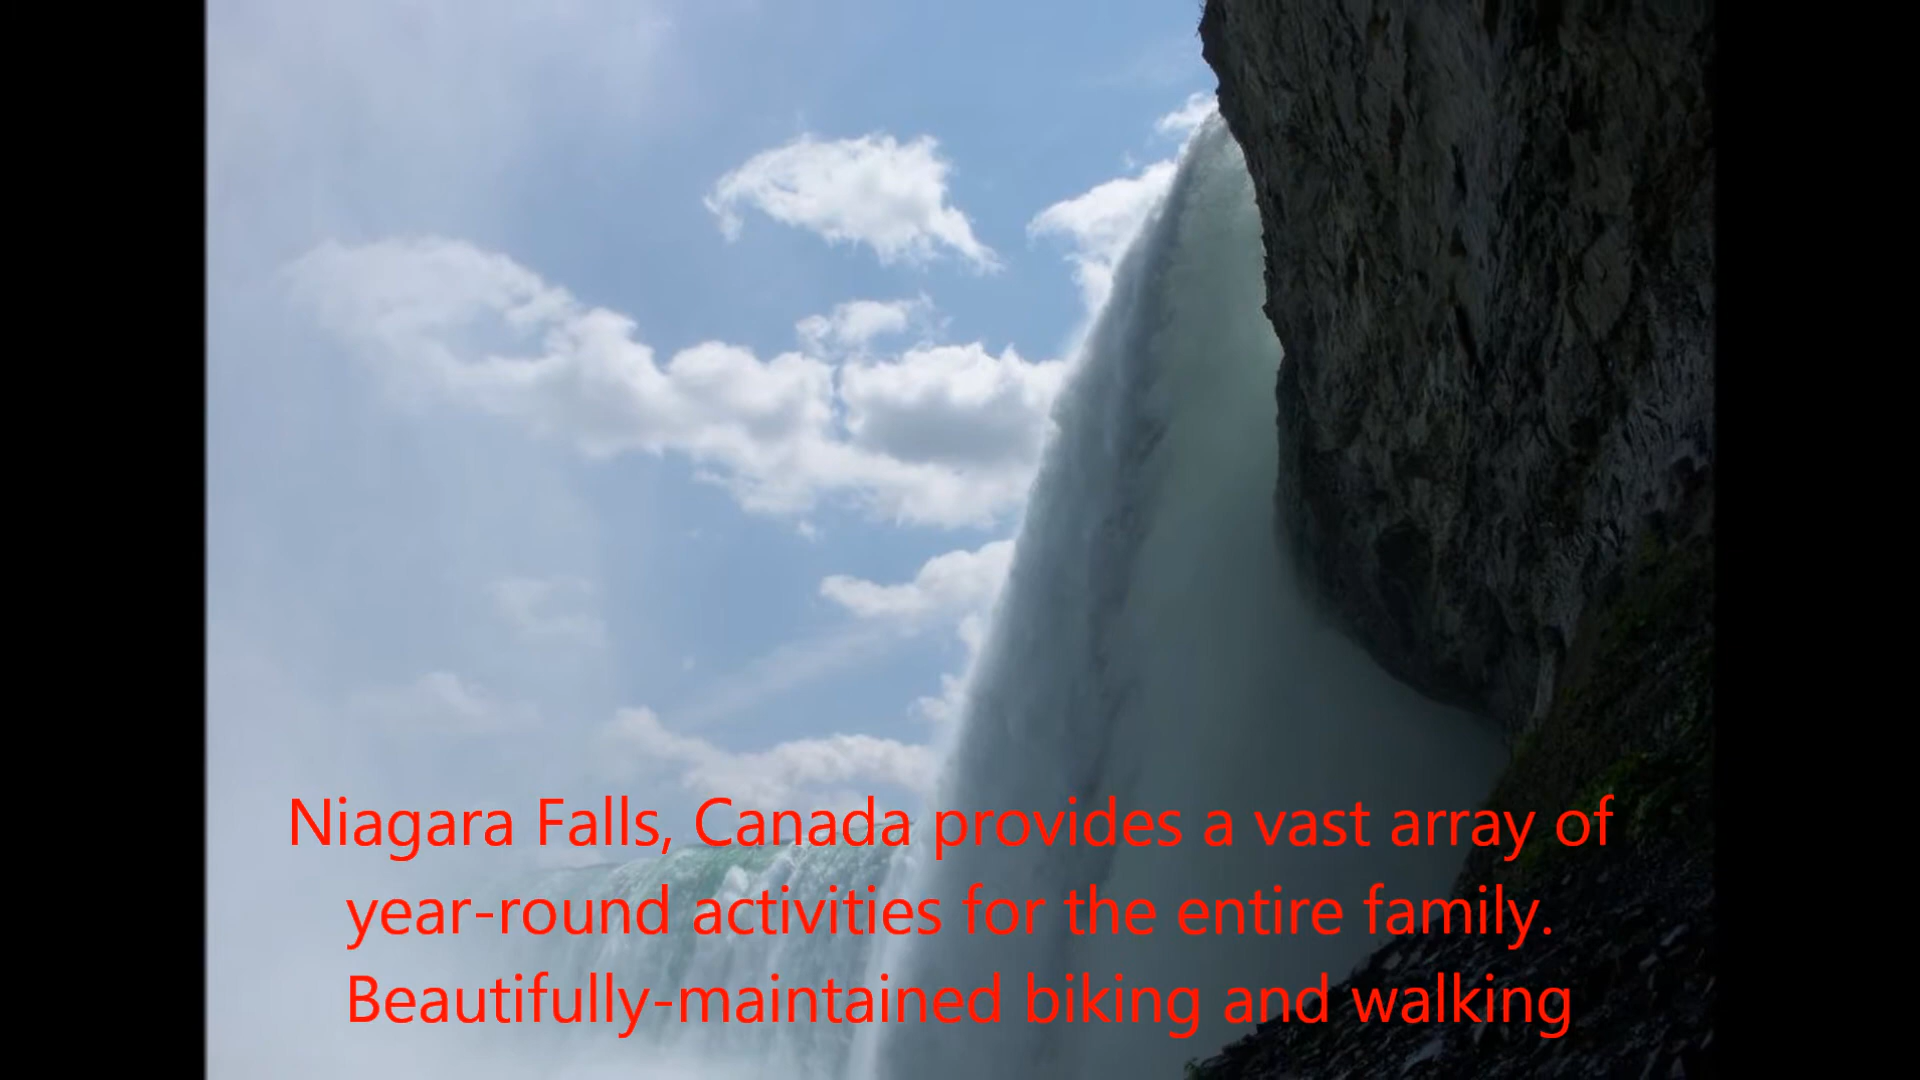 Niagara Falls, Canada provides a vast array of
year-round activities for the entire family.
Beautifully-maintained biking and walking